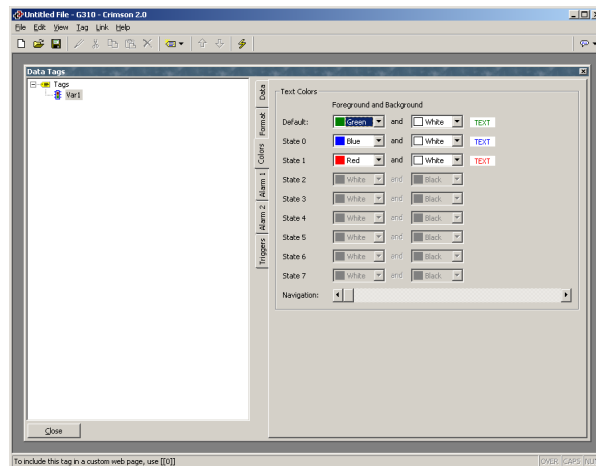 Untitled File - G310 - Crimson 2.0
File Edit View Tag Link Help
Data Tags
Tags
Var1
Data
Format
Colors
Alarm 1
Alarm 2
Triggers
Text Colors
Foreground and Background
Default: Green and White TEXT
State 0 Blue and White TEXT
State 1 Red and White TEXT
State 2 White and Black
State 3 White and Black
State 4 White and Black
State 5 White and Black
State 6 White and Black
State 7 White and Black
Navigation:
Close
To include this tag in a custom web page, use [[0]]
OVER CAPS NU